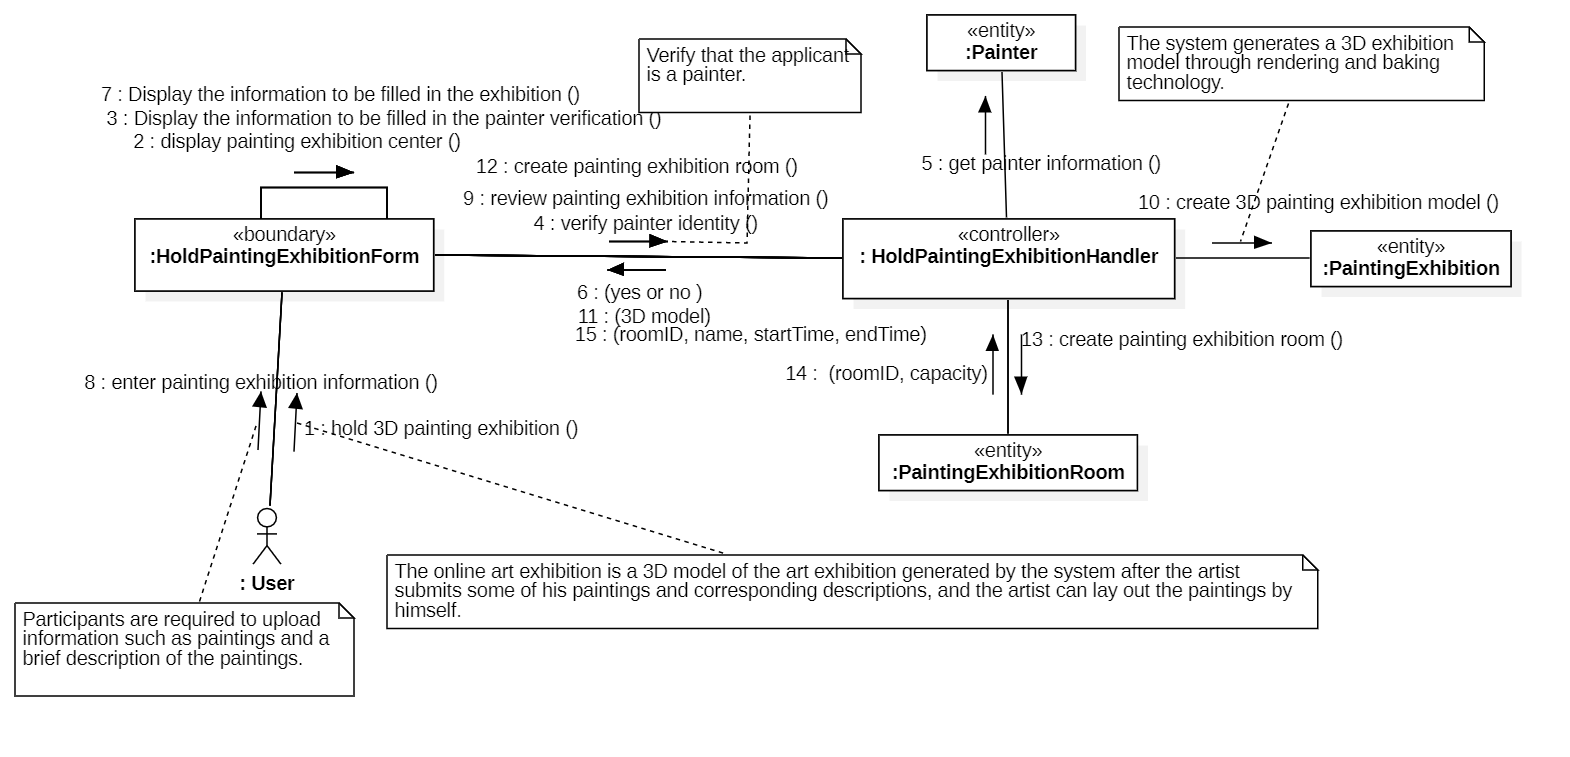 «entity»
:Painter
The system generates a 3D exhibition
model through rendering and baking
technology.
Verify that the applicant
is a painter.
7 : Display the information to be filled in the exhibition ()
3 : Display the information to be filled in the painter verification ()
2 : display painting exhibition center ()
12 : create painting exhibition room ()
5 : get painter information ()
9 : review painting exhibition information ()
10 : create 3D painting exhibition model ()
4 : verify painter identity ()
«boundary»
:HoldPaintingExhibitionForm
«controller»
: HoldPaintingExhibitionHandler
«entity»
:PaintingExhibition
6 : (yes or no )
11 : (3D model)
15 : (roomID, name, startTime, endTime)
13 : create painting exhibition room ()
14 :  (roomID, capacity)
8 : enter painting exhibition information ()
1 : hold 3D painting exhibition ()
«entity»
:PaintingExhibitionRoom
: User
The online art exhibition is a 3D model of the art exhibition generated by the system after the artist
submits some of his paintings and corresponding descriptions, and the artist can lay out the paintings by
himself.
Participants are required to upload
information such as paintings and a
brief description of the paintings.